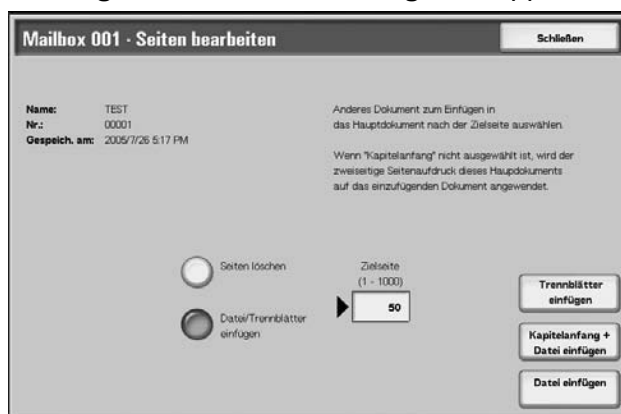 Mailbox 001 · Seiten bearbeiten
Schließen
Name: TEST
Nr.: 00001
Gespeich. am: 2005/7/26 5:17 PM
Anderes Dokument zum Einfügen in
das Hauptdokument nach der Zielseite auswählen.
Wenn "Kapitelanfang" nicht ausgewählt ist, wird der
zweiseitige Seitenaufdruck dieses Haupdokuments
auf das einzufügenden Dokument angewendet.
Seiten löschen
Datei/Trennblätter
einfügen
Zielseite
(1 - 1000)
50
Trennblätter
einfügen
Kapitelanfang +
Datei einfügen
Datei einfügen